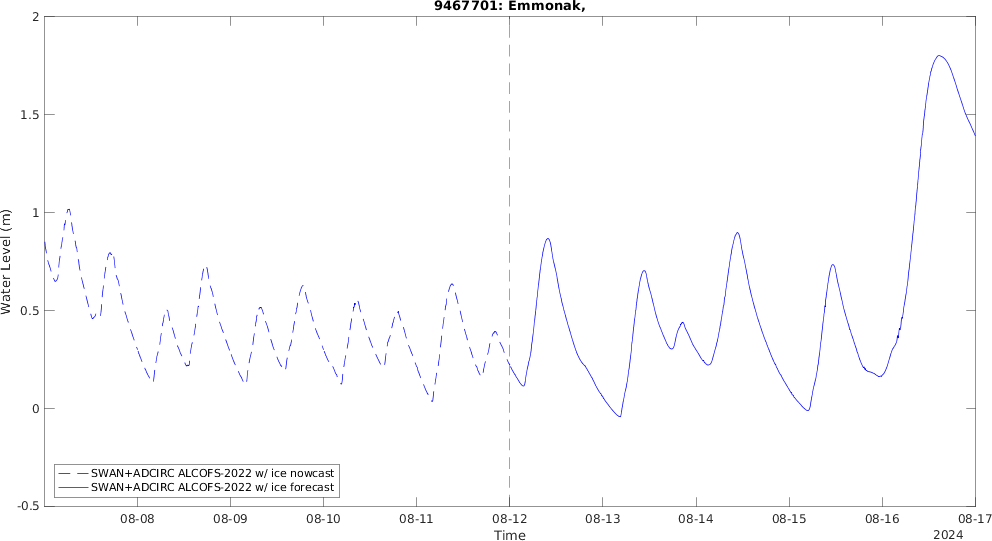 9467701: Emmonak,
2
1.5
1
0.5
0
-0.5
Water Level (m)
SWAN+ADCIRC ALCOFS-2022 w/ ice nowcast
SWAN+ADCIRC ALCOFS-2022 w/ ice forecast
08-08 08-09 08-10 08-11 08-12 08-13 08-14 08-15 08-16 08-17
Time
2024